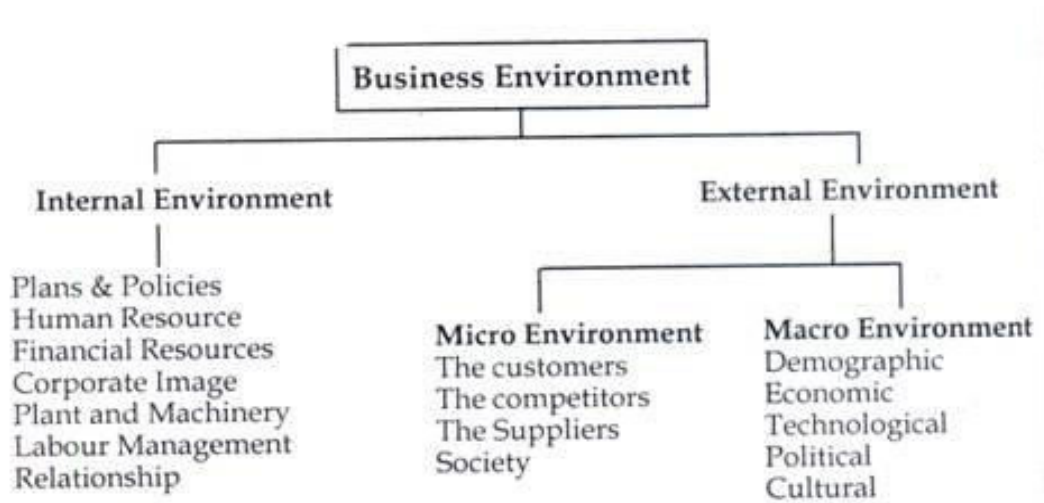 Business Environment
Internal Environment
External Environment
Plans & Policies
Human Resource
Financial Resources
Corporate Image
Plant and Machinery
Labour Management
Relationship
Micro Environment
The customers
The competitors
The Suppliers
Society
Macro Environment
Demographic
Economic
Technological
Political
Cultural